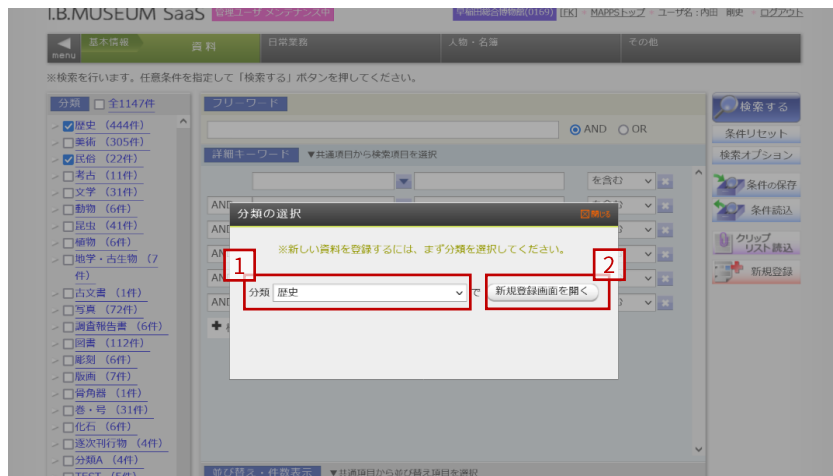 I.B.MUSEUM SaaS 管理ユーザ メンテナンス中 早稲田総合博物館(0169) [FK] ▪ MAPPSトップ ▪ ユーザ名:内田 剛史 ▪ ログアウト
menu 基本情報 資料 日常業務 人物・名簿 その他
※検索を行います。任意条件を指定して「検索する」ボタンを押してください。
分類 全1147件
歴史 (444件)
美術 (305件)
民俗 (22件)
考古 (11件)
文学 (31件)
動物 (6件)
昆虫 (41件)
植物 (6件)
地学・古生物 (7
件)
古文書 (1件)
写真 (72件)
調査報告書 (6件)
図書 (112件)
彫刻 (6件)
版画 (7件)
骨角器 (1件)
巻・号 (31件)
化石 (6件)
逐次刊行物 (4件)
分類A (4件)
TEST (5件)
フリーワード
AND OR
詳細キーワード ▼共通項目から検索項目を選択
を含む
AND
AND
AND
AND
AND
分類の選択 閉じる
※新しい資料を登録するには、まず分類を選択してください。
1
2
分類 歴史 で 新規登録画面を開く
並び替え・件数表示 ▼共通項目から並び替え項目を選択
検索する
条件リセット
検索オプション
条件の保存
条件読込
クリップ
リスト読込
新規登録